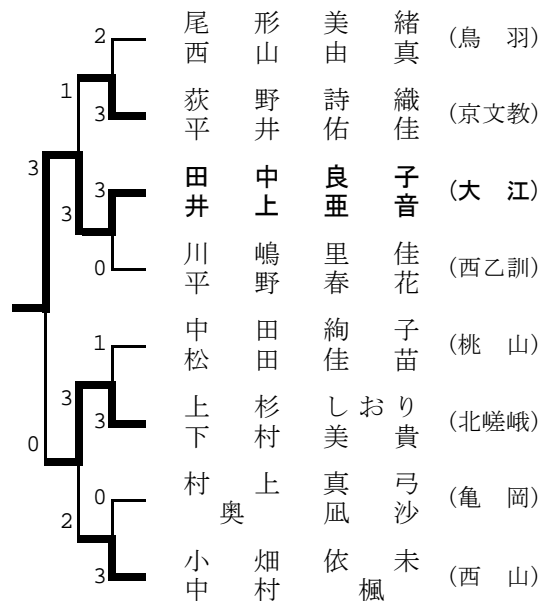 2 尾形美緒
西山由真 (鳥羽)
1
3 荻野詩織
平井佑佳 (京文教)
3
3 田中良子
井上亜音 (大江)
3
0 川嶋里佳
平野春花 (西乙訓)
1 中田絢子
松田佳苗 (桃山)
3
3 上杉しおり
下村美貴 (北嵯峨)
0
0 村上真弓
奥凪沙 (亀岡)
2
3 小畑依未
中村楓 (西山)